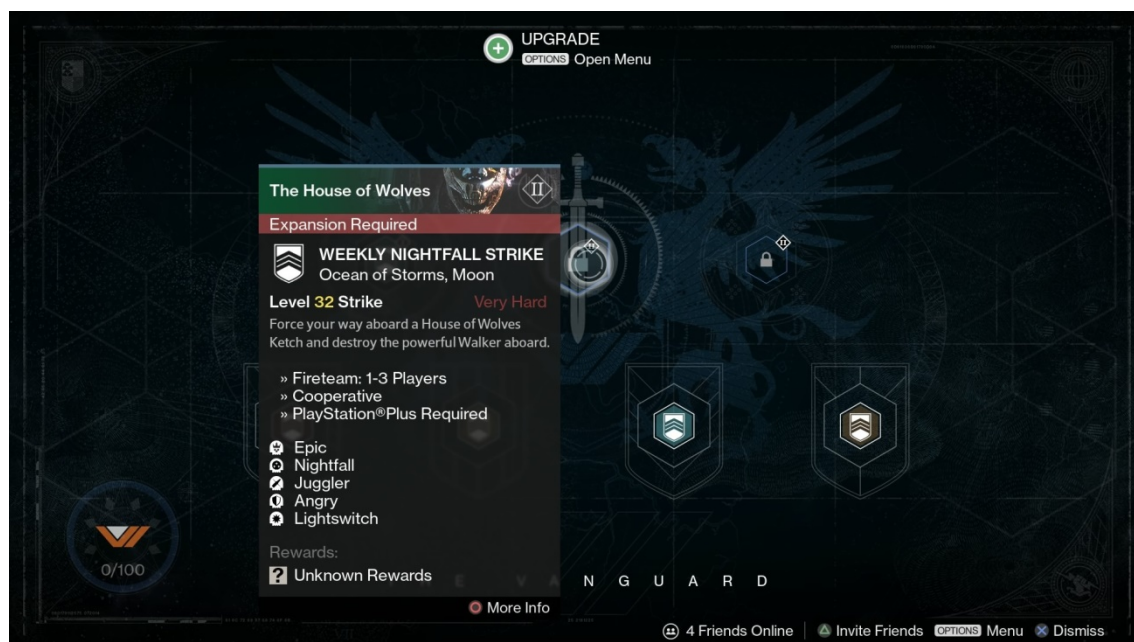 UPGRADE
OPTIONS Open Menu
The House of Wolves
II
Expansion Required
WEEKLY NIGHTFALL STRIKE
Ocean of Storms, Moon
Level 32 Strike Very Hard
Force your way aboard a House of Wolves
Ketch and destroy the powerful Walker aboard.
» Fireteam: 1-3 Players
» Cooperative
» PlayStation®Plus Required
Epic
Nightfall
Juggler
Angry
Lightswitch
Rewards:
? Unknown Rewards
More Info
II
E V A N G U A R D
0/100
4 Friends Online
Invite Friends
OPTIONS Menu
Dismiss